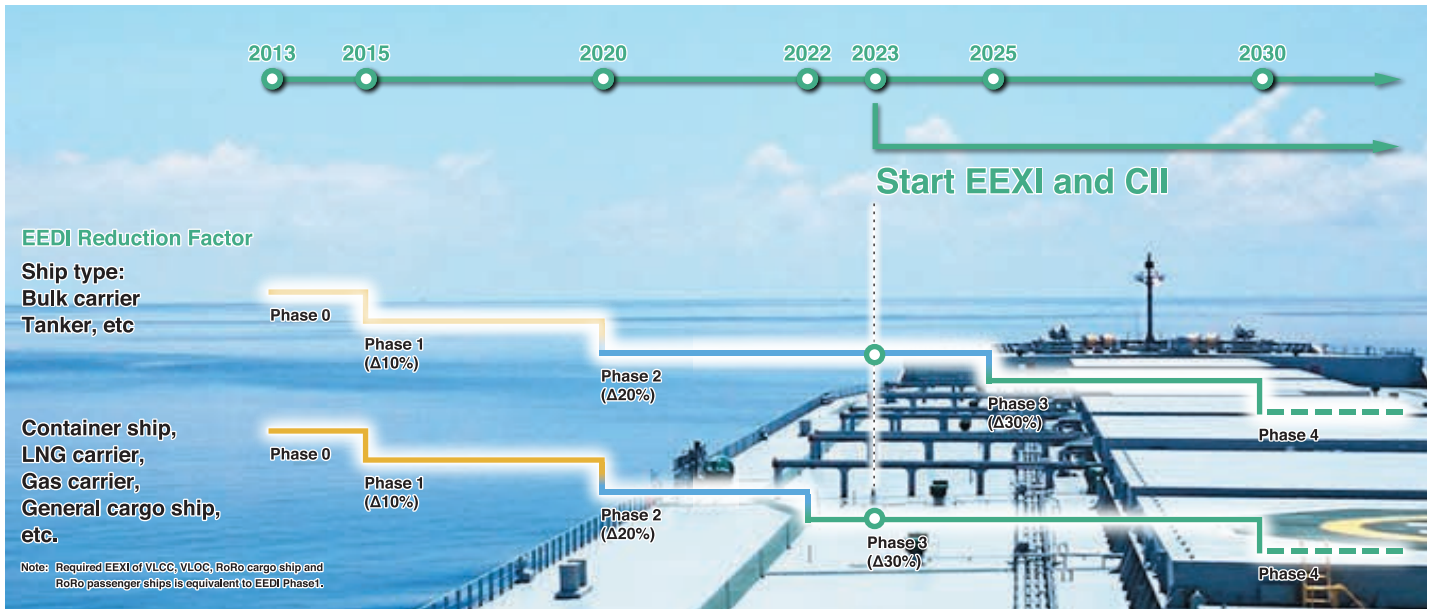 2013 2015 2020 2022 2023 2025 2030
Start EEXI and CII
EEDI Reduction Factor
Ship type:
Bulk carrier
Tanker, etc
Phase 0
Phase 1
(Δ10%)
Phase 2
(Δ20%)
Phase 3
(Δ30%)
Phase 4
Container ship,
LNG carrier,
Gas carrier,
General cargo ship,
etc.
Phase 0
Phase 1
(Δ10%)
Phase 2
(Δ20%)
Phase 3
(Δ30%)
Phase 4
Note: Required EEXI of VLCC, VLOC, RoRo cargo ship and
RoRo passenger ships is equivalent to EEDI Phase1.